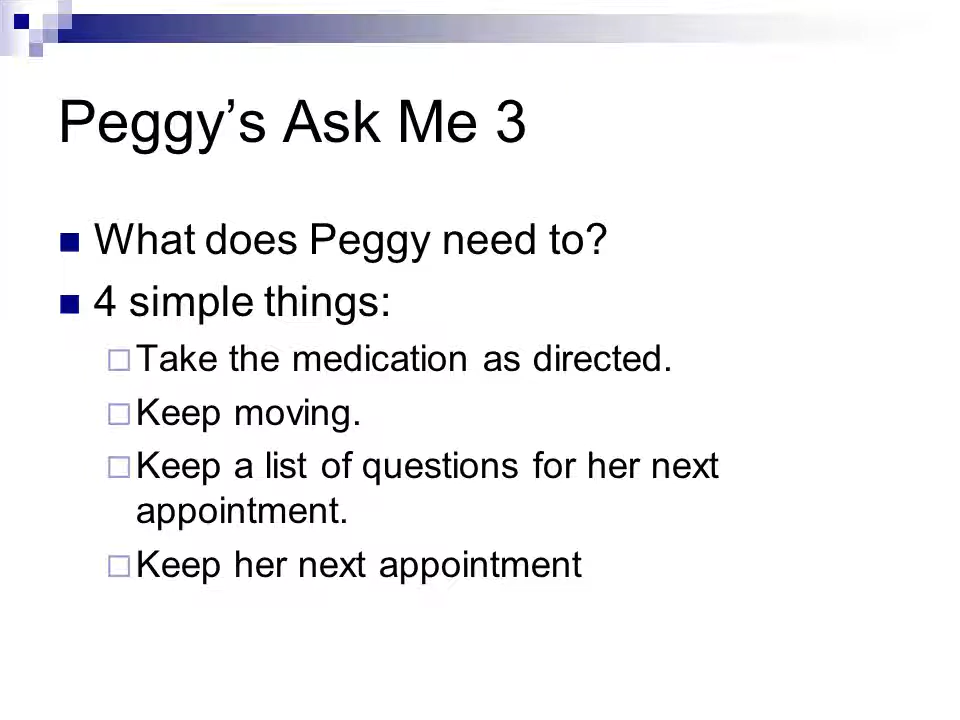 Peggy’s Ask Me 3
What does Peggy need to?
4 simple things:
Take the medication as directed.
Keep moving.
Keep a list of questions for her next
appointment.
Keep her next appointment